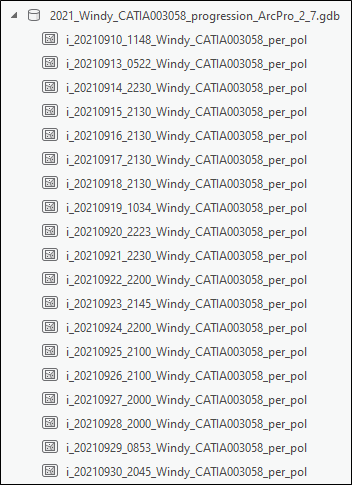 2021_Windy_CATIA003058_progression_ArcPro_2_7.gdb
i_20210910_1148_Windy_CATIA003058_per_pol
i_20210913_0522_Windy_CATIA003058_per_pol
i_20210914_2230_Windy_CATIA003058_per_pol
i_20210915_2130_Windy_CATIA003058_per_pol
i_20210916_2130_Windy_CATIA003058_per_pol
i_20210917_2130_Windy_CATIA003058_per_pol
i_20210918_2130_Windy_CATIA003058_per_pol
i_20210919_1034_Windy_CATIA003058_per_pol
i_20210920_2223_Windy_CATIA003058_per_pol
i_20210921_2230_Windy_CATIA003058_per_pol
i_20210922_2200_Windy_CATIA003058_per_pol
i_20210923_2145_Windy_CATIA003058_per_pol
i_20210924_2200_Windy_CATIA003058_per_pol
i_20210925_2100_Windy_CATIA003058_per_pol
i_20210926_2100_Windy_CATIA003058_per_pol
i_20210927_2000_Windy_CATIA003058_per_pol
i_20210928_2000_Windy_CATIA003058_per_pol
i_20210929_0853_Windy_CATIA003058_per_pol
i_20210930_2045_Windy_CATIA003058_per_pol